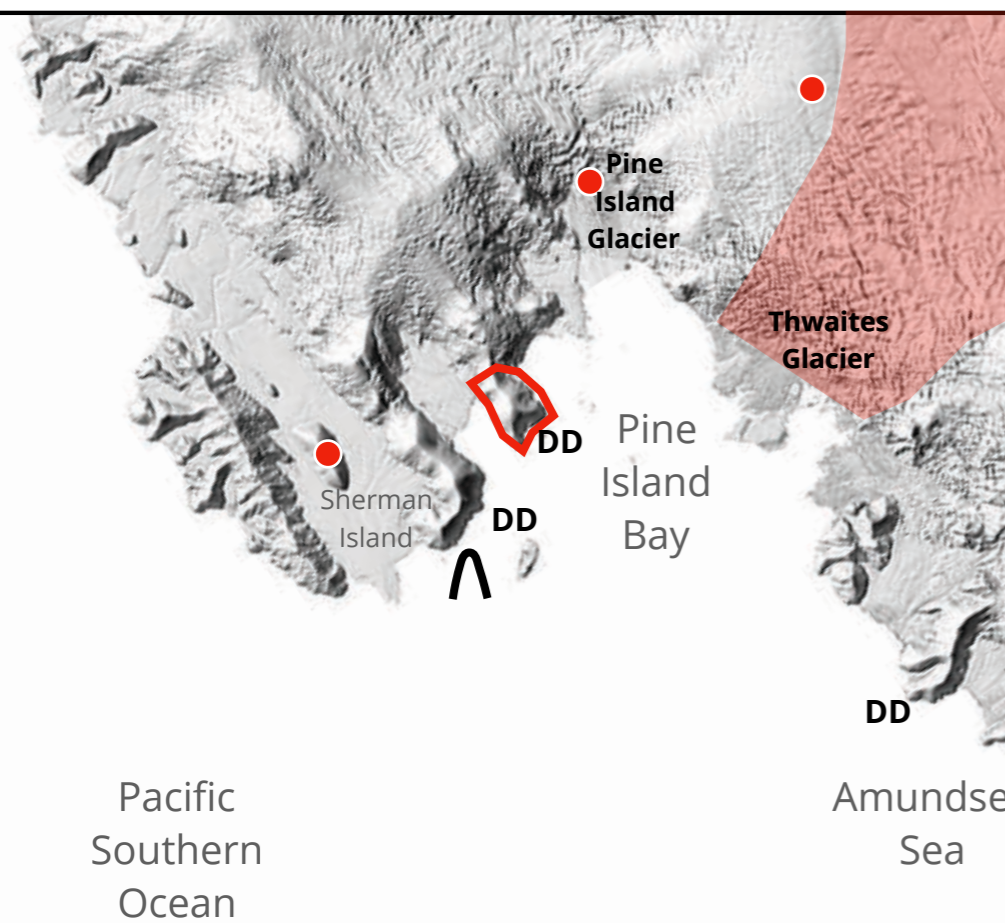 Pine
Island
Glacier
Thwaites
Glacier
DD
Pine
Island
Bay
Sherman
Island
DD
DD
Pacific
Southern
Ocean
Amundse
Sea